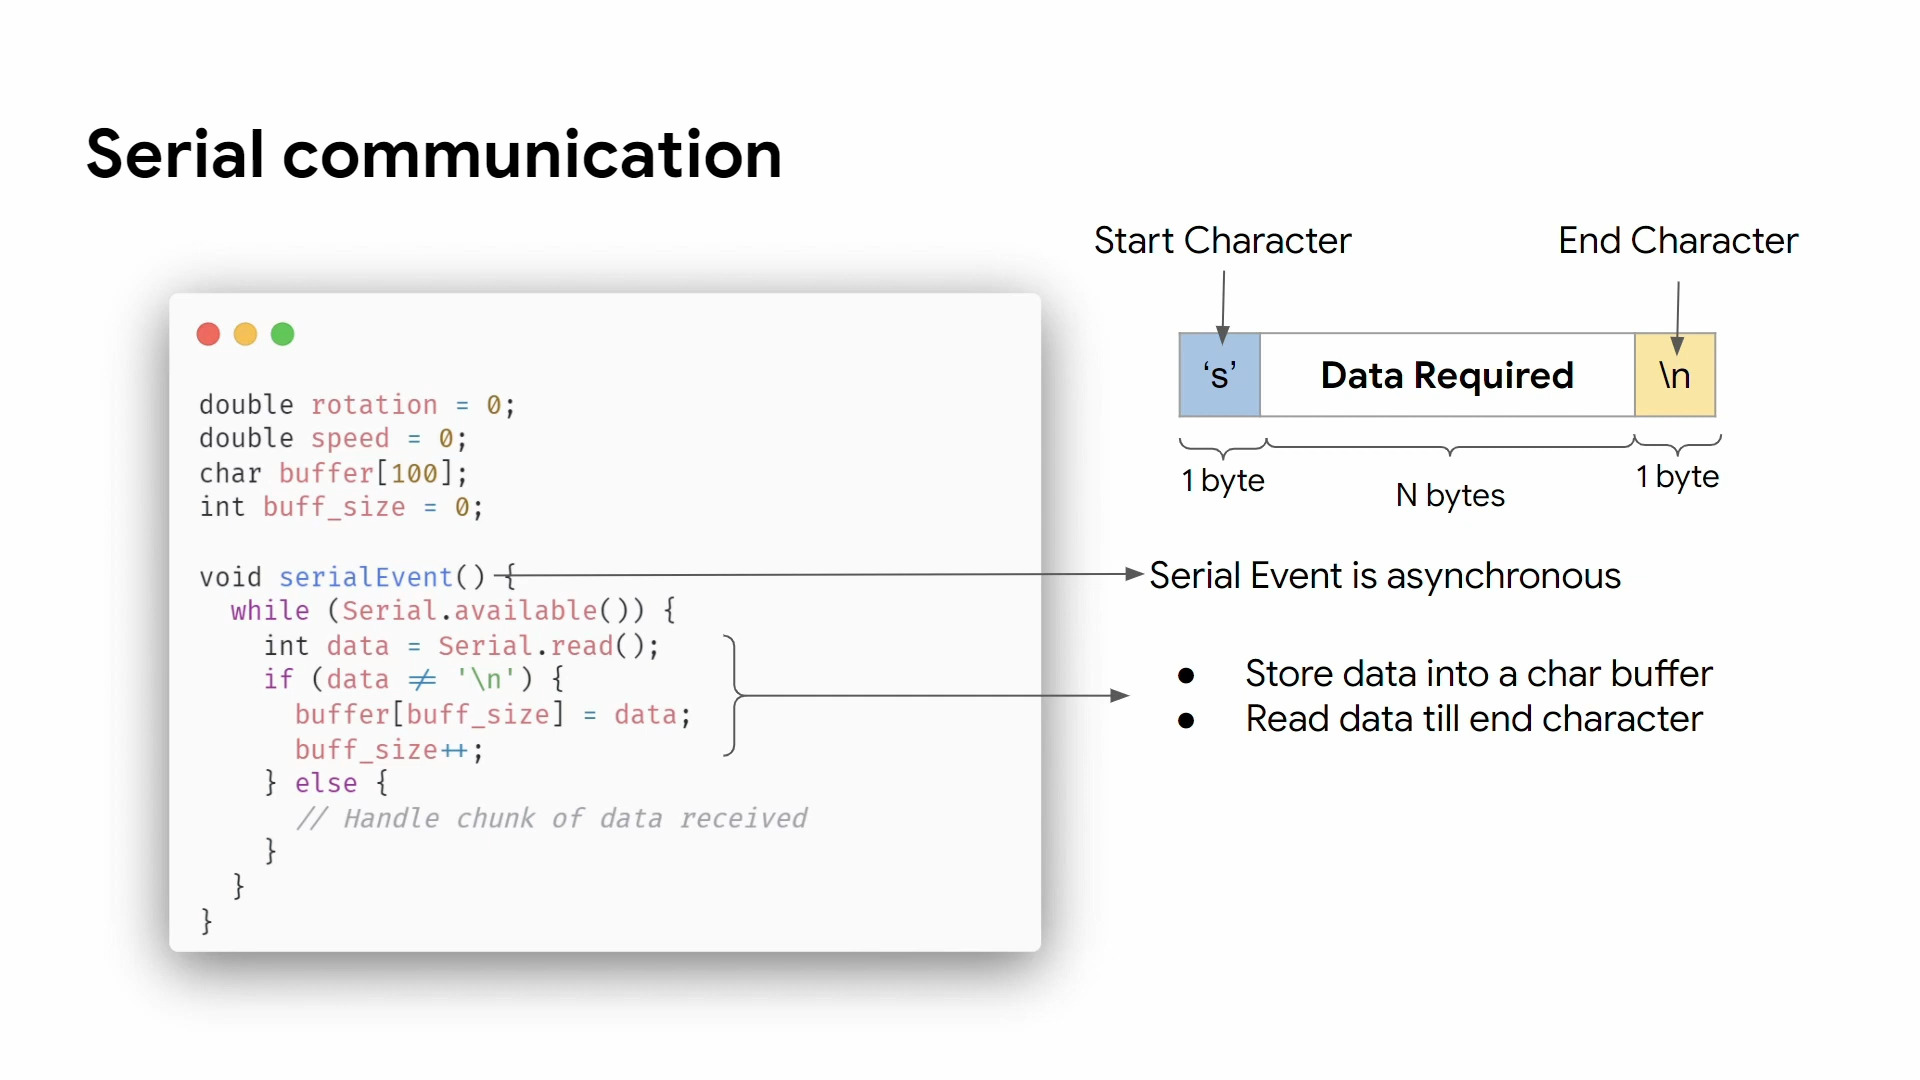 Serial communication
double rotation = 0;
double speed = 0;
char buffer[100];
int buff_size = 0;
void serialEvent() {
while (Serial.available()) {
int data = Serial.read();
if (data ≠ '\n') {
buffer[buff_size] = data;
buff_size++;
} else {
// Handle chunk of data received
}
}
}
Start Character
End Character
‘s’
Data Required
\n
1 byte
N bytes
1 byte
Serial Event is asynchronous
● Store data into a char buffer
● Read data till end character